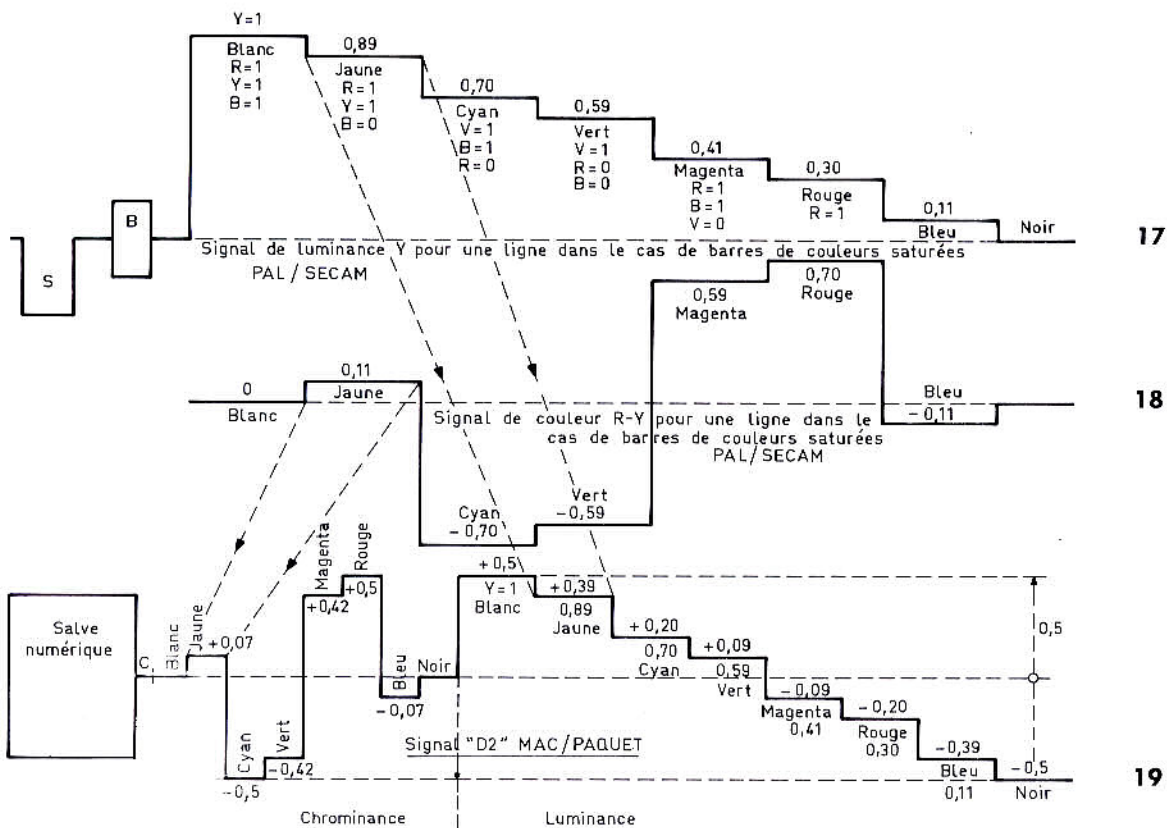 Y=1
Blanc
R=1
Y=1
B=1
0,89
Jaune
R=1
Y=1
B=0
0,70
Cyan
V=1
B=1
R=0
0,59
Vert
V=1
R=0
B=0
0,41
Magenta
R=1
B=1
V=0
0,30
Rouge
R=1
0,11
Bleu
Noir
S
B
Signal de luminance Y pour une ligne dans le cas de barres de couleurs saturées
PAL / SECAM
17
0
Blanc
0,11
Jaune
Cyan
-0,70
Vert
-0,59
0,59
Magenta
0,70
Rouge
Bleu
-0,11
Signal de couleur R-Y pour une ligne dans le
cas de barres de couleurs saturées
PAL/SECAM
18
Salve
numérique
C,
Blanc
Jaune
+0,07
Cyan
-0,5
Vert
-0,42
Magenta
+0,42
Rouge
+0,5
Bleu
-0,07
Noir
+0,5
Y=1
Blanc
+0,39
0,89
Jaune
+0,20
0,70
Cyan
+0,09
0,59
Vert
-0,09
Magenta
0,41
-0,20
Rouge
0,30
-0,39
Bleu
0,11
-0,5
Noir
0,5
Signal "D2" MAC/PAQUET
Chrominance
Luminance
19